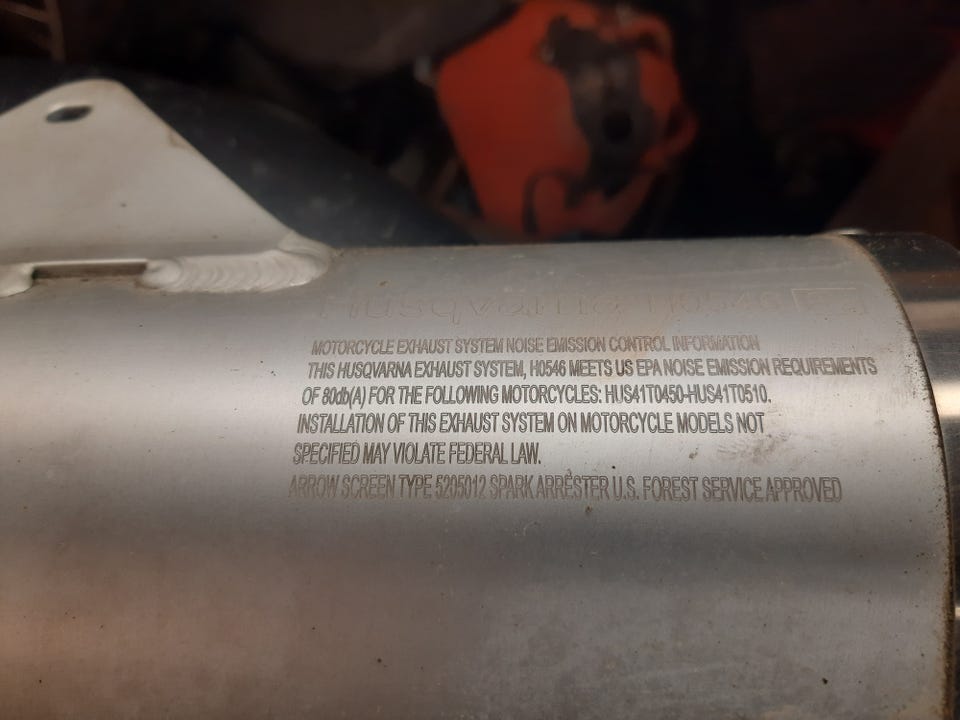 Husqvarna H0546
MOTORCYCLE EXHAUST SYSTEM NOISE EMISSION CONTROL INFORMATION
THIS HUSQVARNA EXHAUST SYSTEM, H0546 MEETS US EPA NOISE EMISSION REQUIREMENTS
OF 80db(A) FOR THE FOLLOWING MOTORCYCLES: HUS41T0450-HUS41T0510.
INSTALLATION OF THIS EXHAUST SYSTEM ON MOTORCYCLE MODELS NOT
SPECIFIED MAY VIOLATE FEDERAL LAW.
ARROW SCREEN TYPE 5205012 SPARK ARRESTER U.S. FOREST SERVICE APPROVED